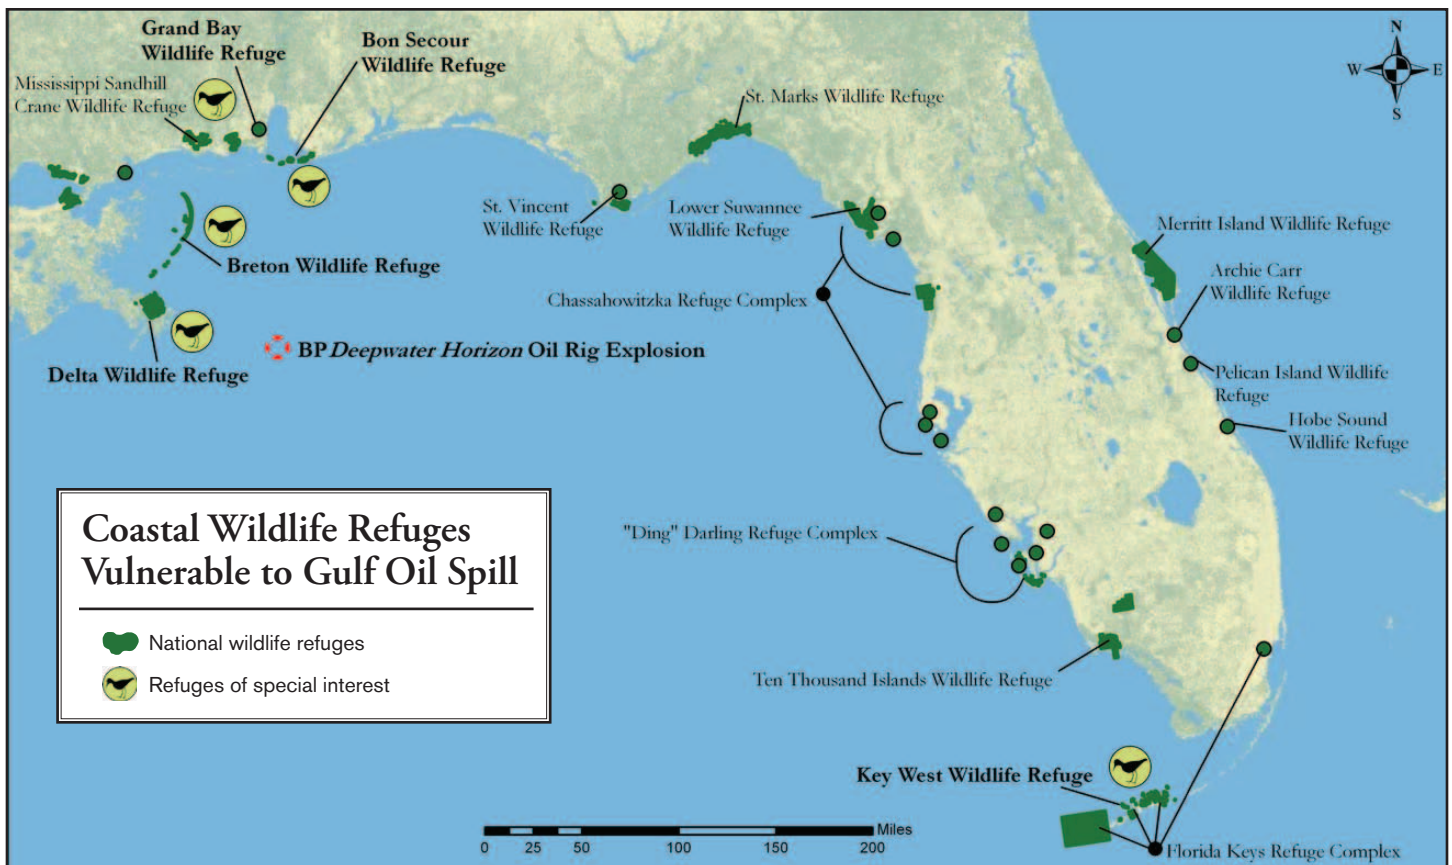 Grand Bay
Wildlife Refuge
Bon Secour
Wildlife Refuge
Mississippi Sandhill
Crane Wildlife Refuge
St. Marks Wildlife Refuge
N
W
E
S
St. Vincent
Wildlife Refuge
Lower Suwannee
Wildlife Refuge
Merritt Island Wildlife Refuge
Breton Wildlife Refuge
Archie Carr
Wildlife Refuge
Chassahowitzka Refuge Complex
BP Deepwater Horizon Oil Rig Explosion
Delta Wildlife Refuge
Pelican Island Wildlife
Refuge
Hobe Sound
Wildlife Refuge
Coastal Wildlife Refuges
Vulnerable to Gulf Oil Spill
National wildlife refuges
Refuges of special interest
"Ding" Darling Refuge Complex
Ten Thousand Islands Wildlife Refuge
Key West Wildlife Refuge
Florida Keys Refuge Complex
Miles
0 25 50 100 150 200